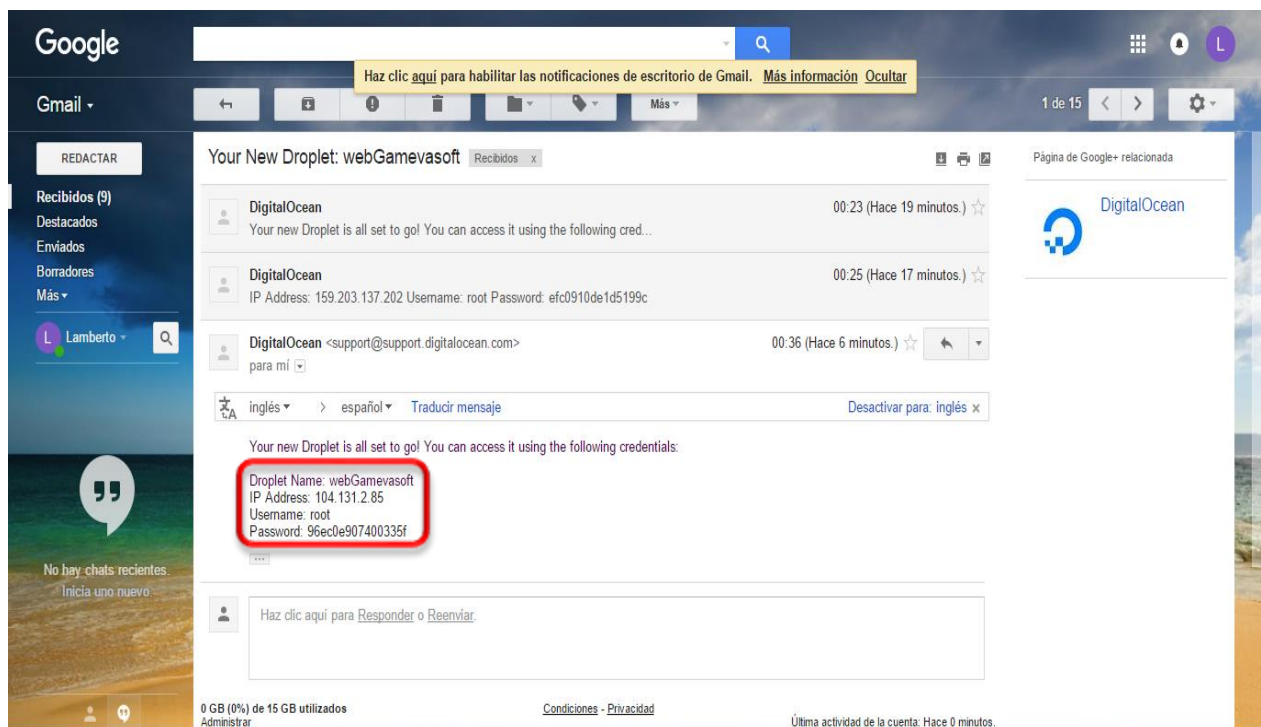 Google
Haz clic aquí para habilitar las notificaciones de escritorio de Gmail. Más información Ocultar
L
Gmail
Más
1 de 15
REDACTAR
Recibidos (9)
Destacados
Enviados
Borradores
Más
L Lamberto
No hay chats recientes.
Inicia uno nuevo
Your New Droplet: webGamevasoft Recibidos x
DigitalOcean 00:23 (Hace 19 minutos.)
Your new Droplet is all set to go! You can access it using the following cred...
DigitalOcean 00:25 (Hace 17 minutos.)
IP Address: 159.203.137.202 Username: root Password: efc0910de1d5199c
DigitalOcean <support@support.digitalocean.com> 00:36 (Hace 6 minutos.)
para mí
inglés > español Traducir mensaje Desactivar para: inglés x
Your new Droplet is all set to go! You can access it using the following credentials:
Droplet Name: webGamevasoft
IP Address: 104.131.2.85
Username: root
Password: 96ec0e907400335f
...
Haz clic aquí para Responder o Reenviar.
0 GB (0%) de 15 GB utilizados
Administrar
Condiciones - Privacidad
Última actividad de la cuenta: Hace 0 minutos.
Página de Google+ relacionada
DigitalOcean